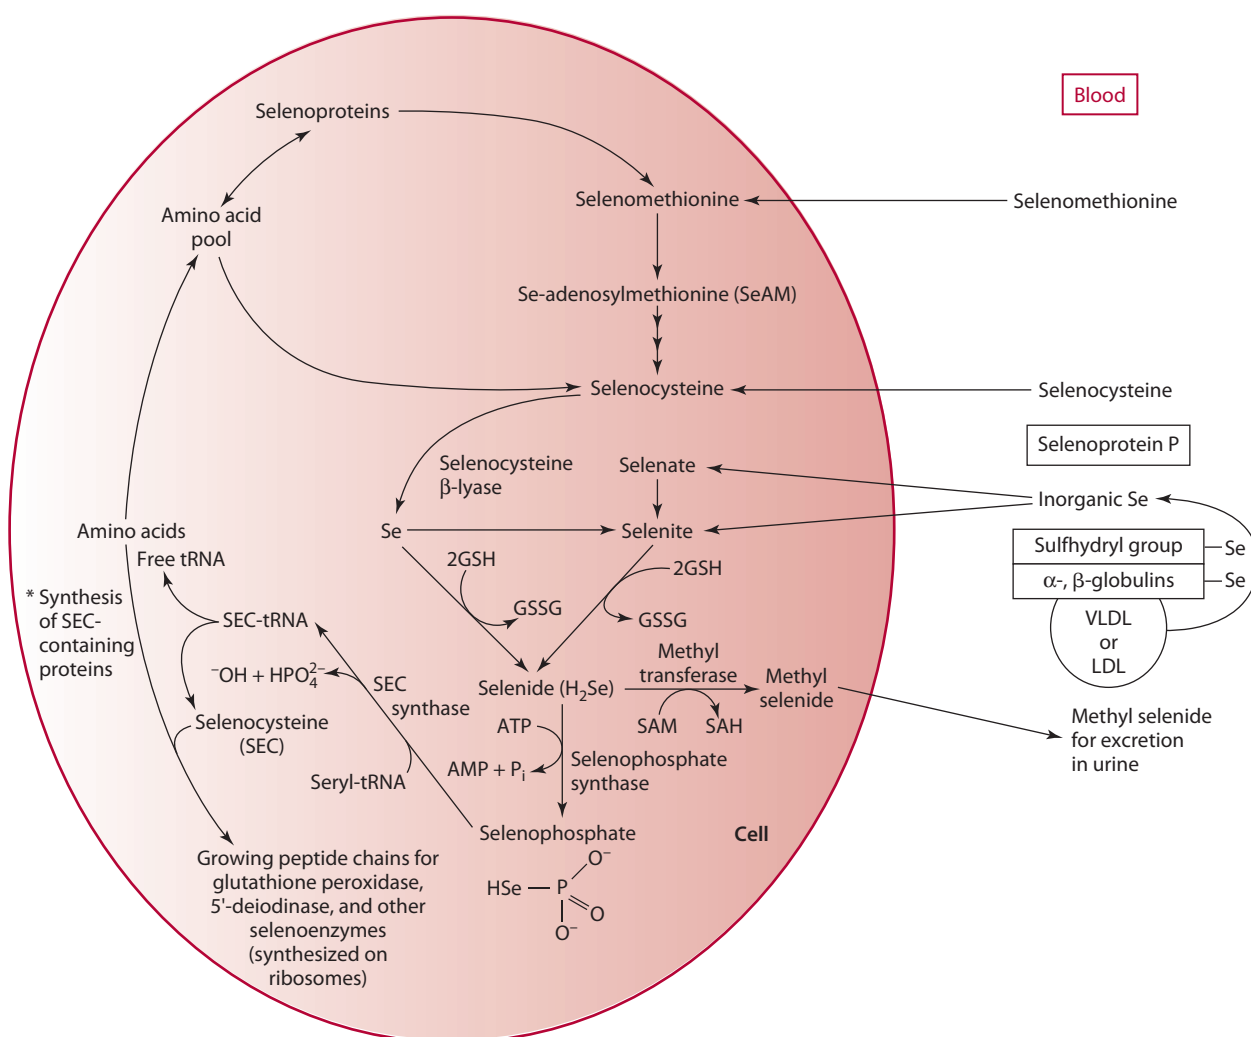 Blood
Selenoproteins
Selenomethionine
Selenomethionine
Amino acid
pool
Se-adenosylmethionine (SeAM)
Selenocysteine
Selenocysteine
Selenoprotein P
Selenocysteine
β-lyase
Selenate
Inorganic Se
Amino acids
Se
Selenite
Sulfhydryl group
Se
Free tRNA
2GSH
2GSH
α-, β-globulins
Se
* Synthesis
of SEC-
containing
proteins
GSSG
GSSG
SEC-tRNA
VLDL
or
LDL
⁻OH + HPO₄²⁻
SEC
synthase
Selenide (H₂Se)
Methyl
transferase
Methyl
selenide
SAM
SAH
Selenocysteine
(SEC)
ATP
AMP + Pᵢ
Selenophosphate
synthase
Methyl selenide
for excretion
in urine
Seryl-tRNA
Selenophosphate
Cell
Growing peptide chains for
glutathione peroxidase,
5'-deiodinase, and other
selenoenzymes
(synthesized on
ribosomes)
O⁻
HSe
P
O
O⁻